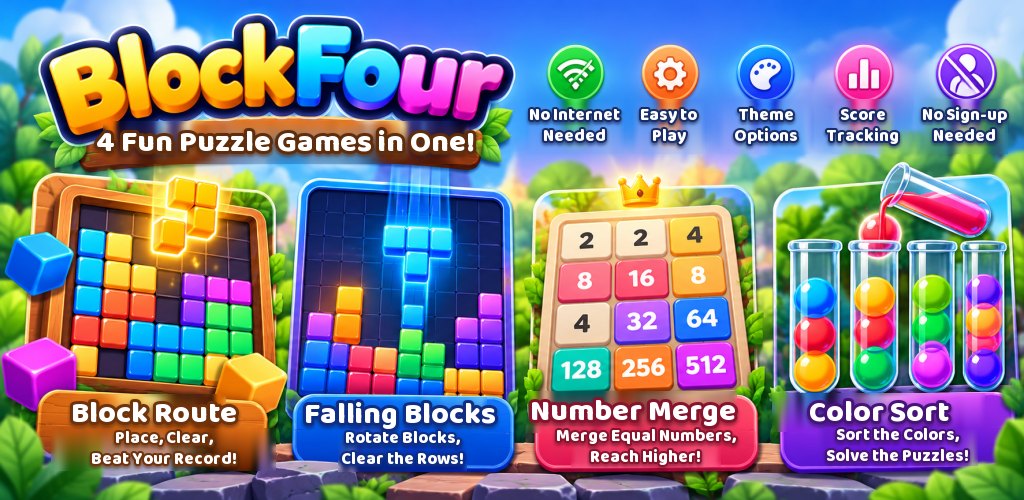 BlockFour
4 Fun Puzzle Games in One!
No Internet
Needed
Easy to
Play
Theme
Options
Score
Tracking
No Sign-up
Needed
2 2 4
8 16 8
4 32 64
128 256 512
Block Route
Place, Clear,
Beat Your Record!
Falling Blocks
Rotate Blocks,
Clear the Rows!
Number Merge
Merge Equal Numbers,
Reach Higher!
Color Sort
Sort the Colors,
Solve the Puzzles!